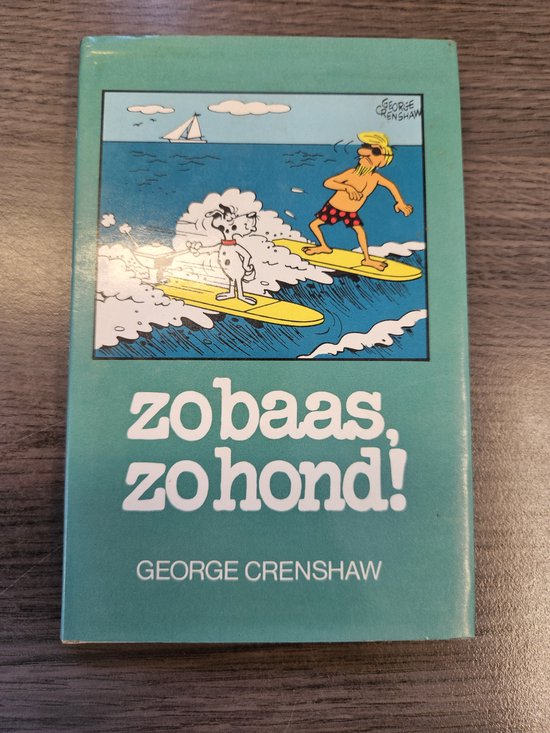 GEORGE
CRENSHAW
zo baas,
zo hond!
GEORGE CRENSHAW